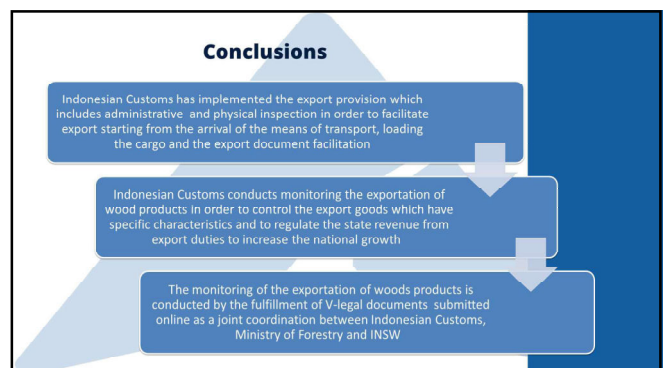 Conclusions
Indonesian Customs has implemented the export provision which
includes administrative and physical inspection in order to facilitate
export starting from the arrival of the means of transport, loading
the cargo and the export document facilitation
Indonesian Customs conducts monitoring the exportation of
wood products in order to control the export goods which have
specific characteristics and to regulate the state revenue from
export duties to increase the national growth
The monitoring of the exportation of woods products is
conducted by the fulfillment of V-legal documents submitted
online as a joint coordination between Indonesian Customs,
Ministry of Forestry and INSW